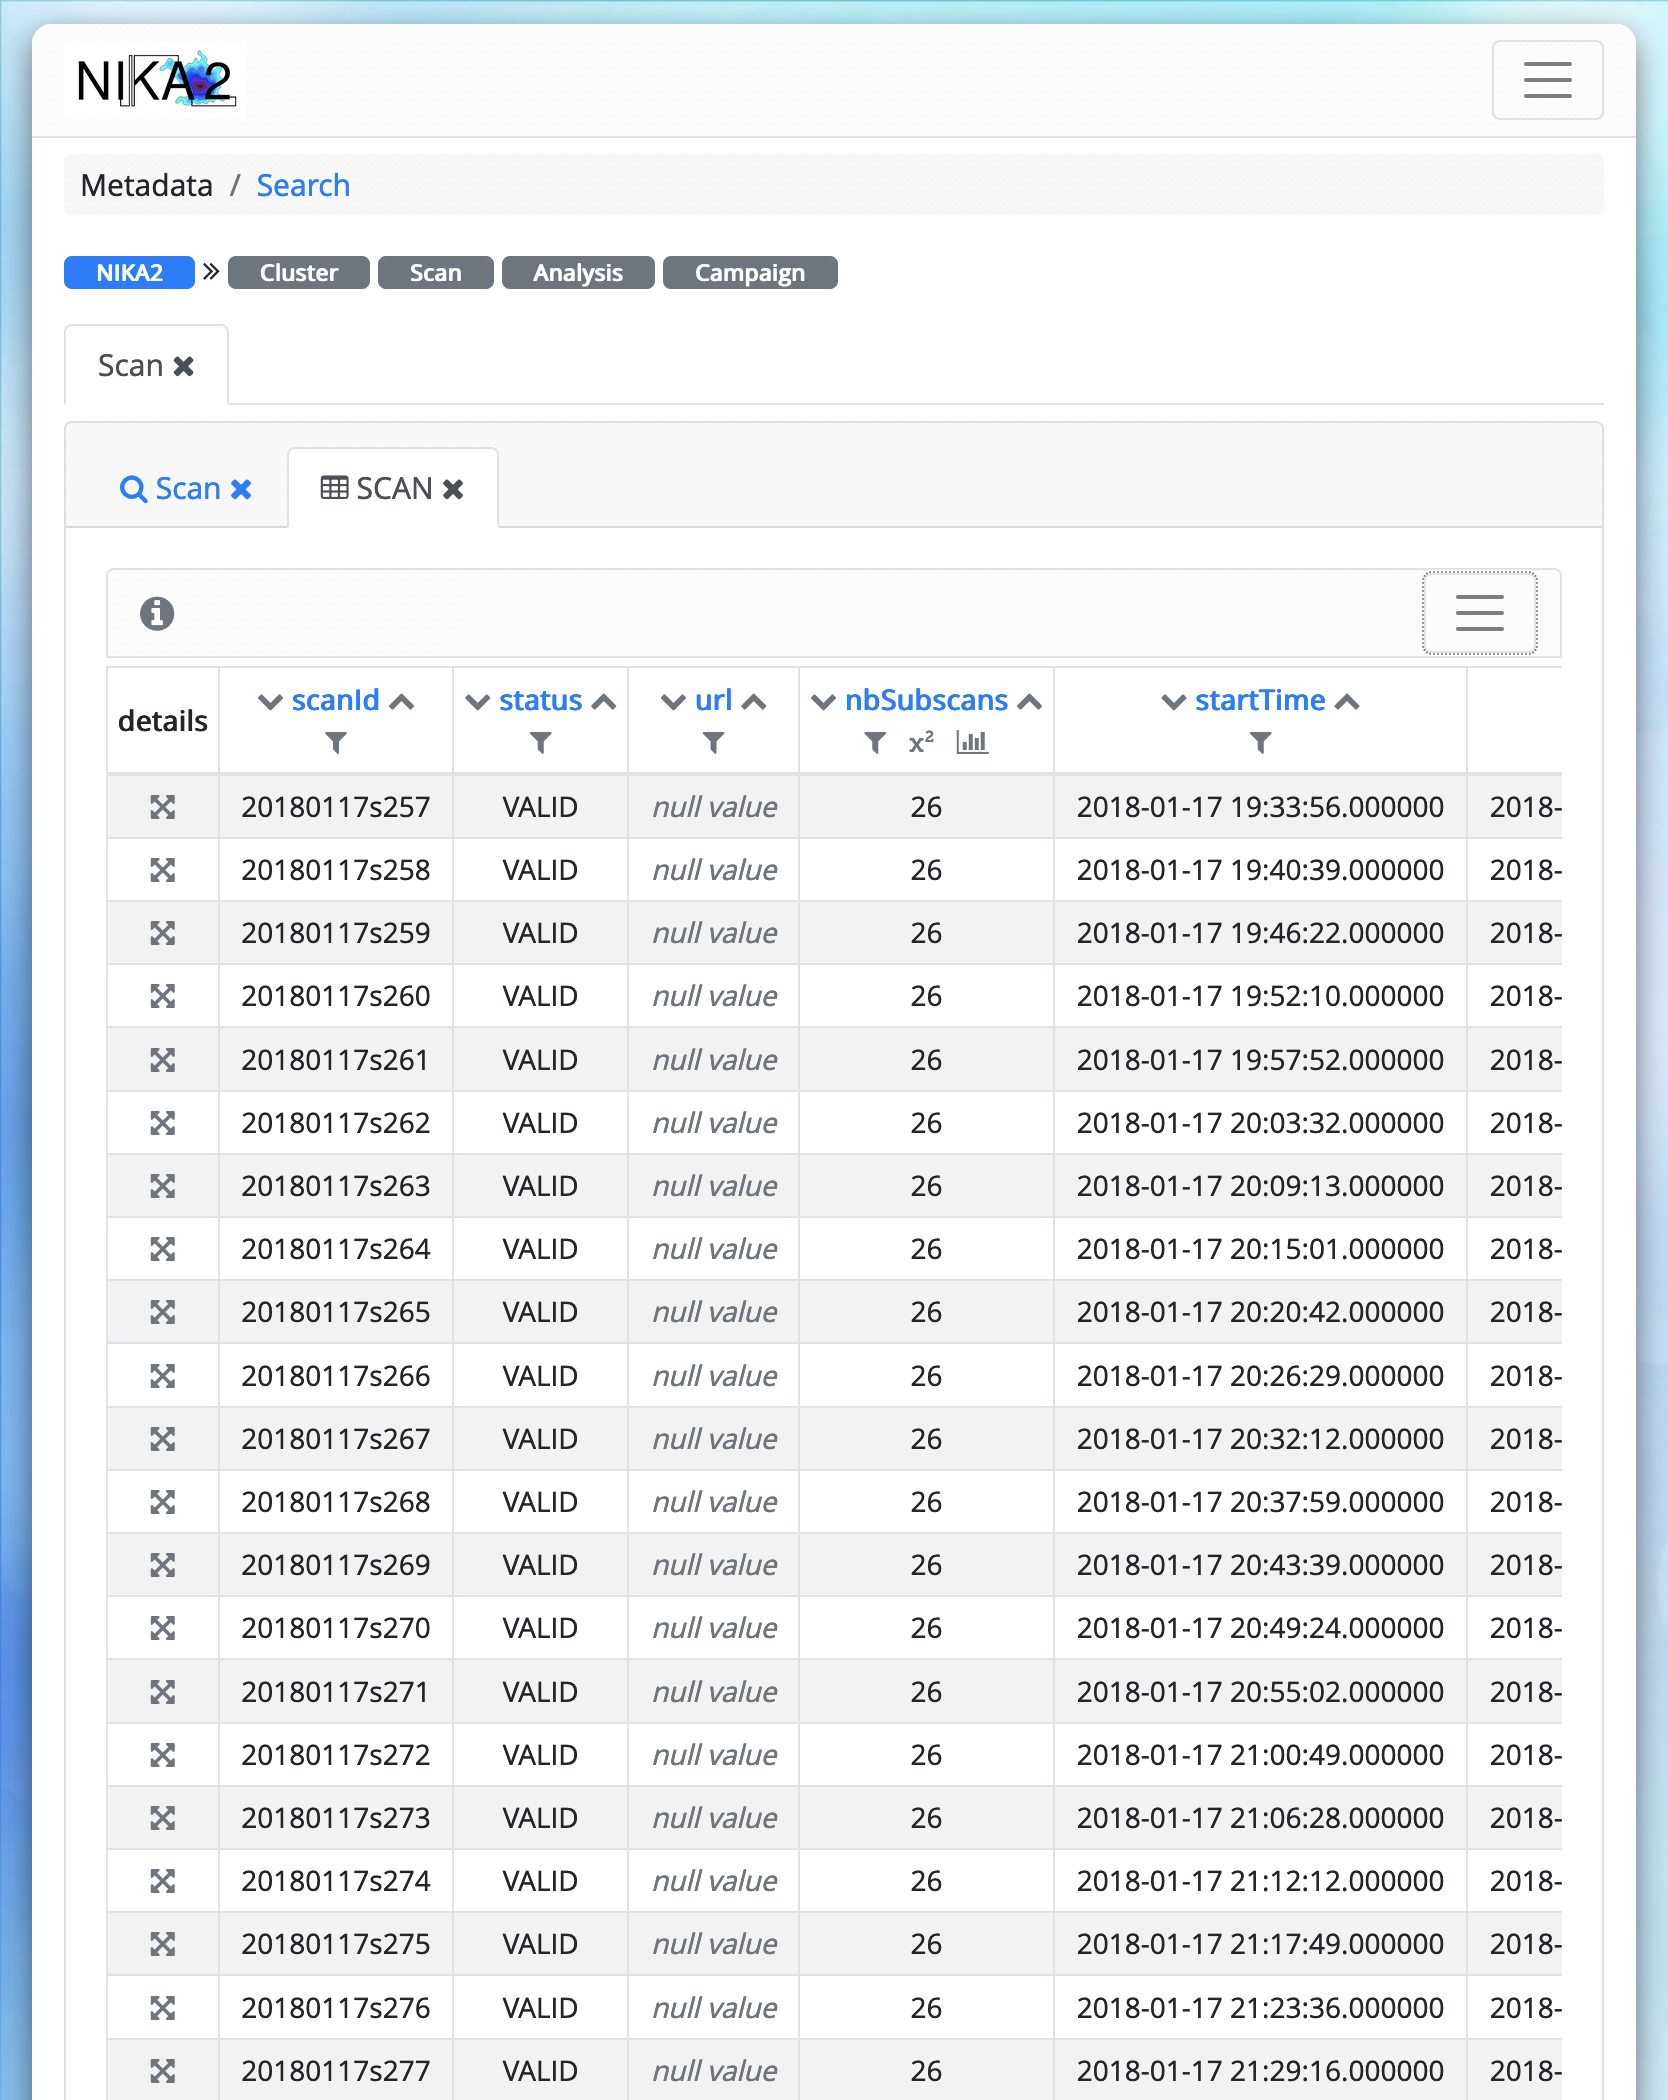 NIKA2
Metadata / Search
NIKA2 » Cluster Scan Analysis Campaign
Scan
Scan SCAN
details scanId status url nbSubscans startTime
x²
20180117s257 VALID null value 26 2018-01-17 19:33:56.000000 2018-
20180117s258 VALID null value 26 2018-01-17 19:40:39.000000 2018-
20180117s259 VALID null value 26 2018-01-17 19:46:22.000000 2018-
20180117s260 VALID null value 26 2018-01-17 19:52:10.000000 2018-
20180117s261 VALID null value 26 2018-01-17 19:57:52.000000 2018-
20180117s262 VALID null value 26 2018-01-17 20:03:32.000000 2018-
20180117s263 VALID null value 26 2018-01-17 20:09:13.000000 2018-
20180117s264 VALID null value 26 2018-01-17 20:15:01.000000 2018-
20180117s265 VALID null value 26 2018-01-17 20:20:42.000000 2018-
20180117s266 VALID null value 26 2018-01-17 20:26:29.000000 2018-
20180117s267 VALID null value 26 2018-01-17 20:32:12.000000 2018-
20180117s268 VALID null value 26 2018-01-17 20:37:59.000000 2018-
20180117s269 VALID null value 26 2018-01-17 20:43:39.000000 2018-
20180117s270 VALID null value 26 2018-01-17 20:49:24.000000 2018-
20180117s271 VALID null value 26 2018-01-17 20:55:02.000000 2018-
20180117s272 VALID null value 26 2018-01-17 21:00:49.000000 2018-
20180117s273 VALID null value 26 2018-01-17 21:06:28.000000 2018-
20180117s274 VALID null value 26 2018-01-17 21:12:12.000000 2018-
20180117s275 VALID null value 26 2018-01-17 21:17:49.000000 2018-
20180117s276 VALID null value 26 2018-01-17 21:23:36.000000 2018-
20180117s277 VALID null value 26 2018-01-17 21:29:16.000000 2018-